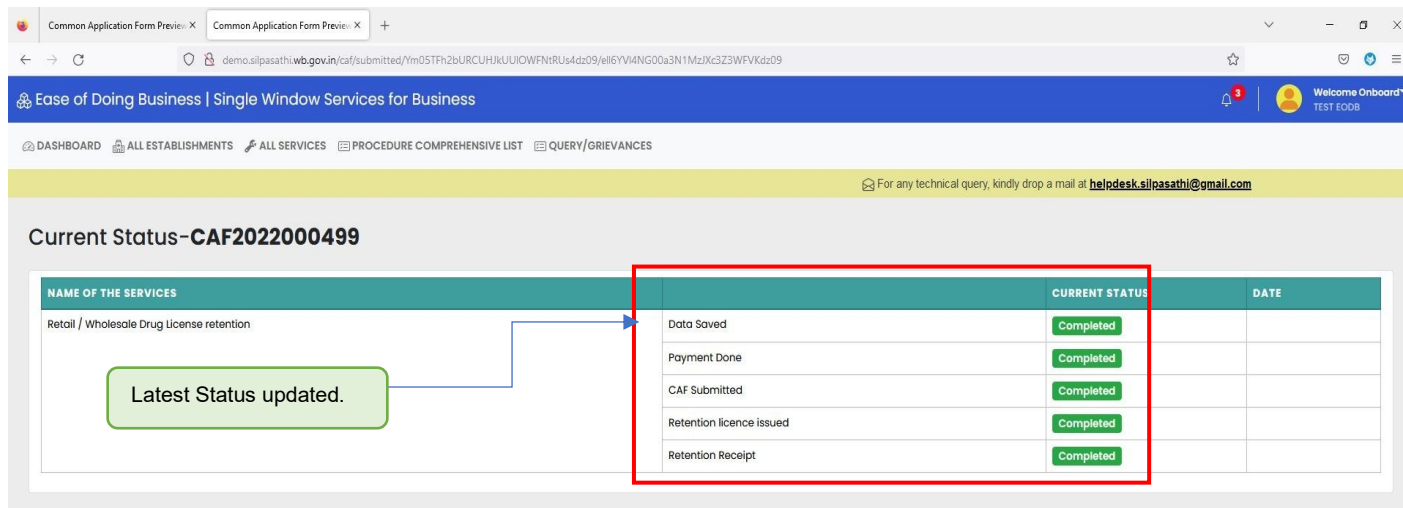 Common Application Form Preview
Common Application Form Preview
demo.silpasathi.wb.gov.in/caf/submitted/
Ease of Doing Business | Single Window Services for Business
3
Welcome Onboard
TEST EODB
DASHBOARD ALL ESTABLISHMENTS ALL SERVICES PROCEDURE COMPREHENSIVE LIST QUERY/GRIEVANCES
For any technical query, kindly drop a mail at helpdesk.silpasathi@gmail.com
Current Status-CAF2022000499
NAME OF THE SERVICES CURRENT STATUS DATE
Retail / Wholesale Drug License retention Data Saved Completed
Payment Done Completed
Latest Status updated.
CAF Submitted Completed
Retention licence issued Completed
Retention Receipt Completed